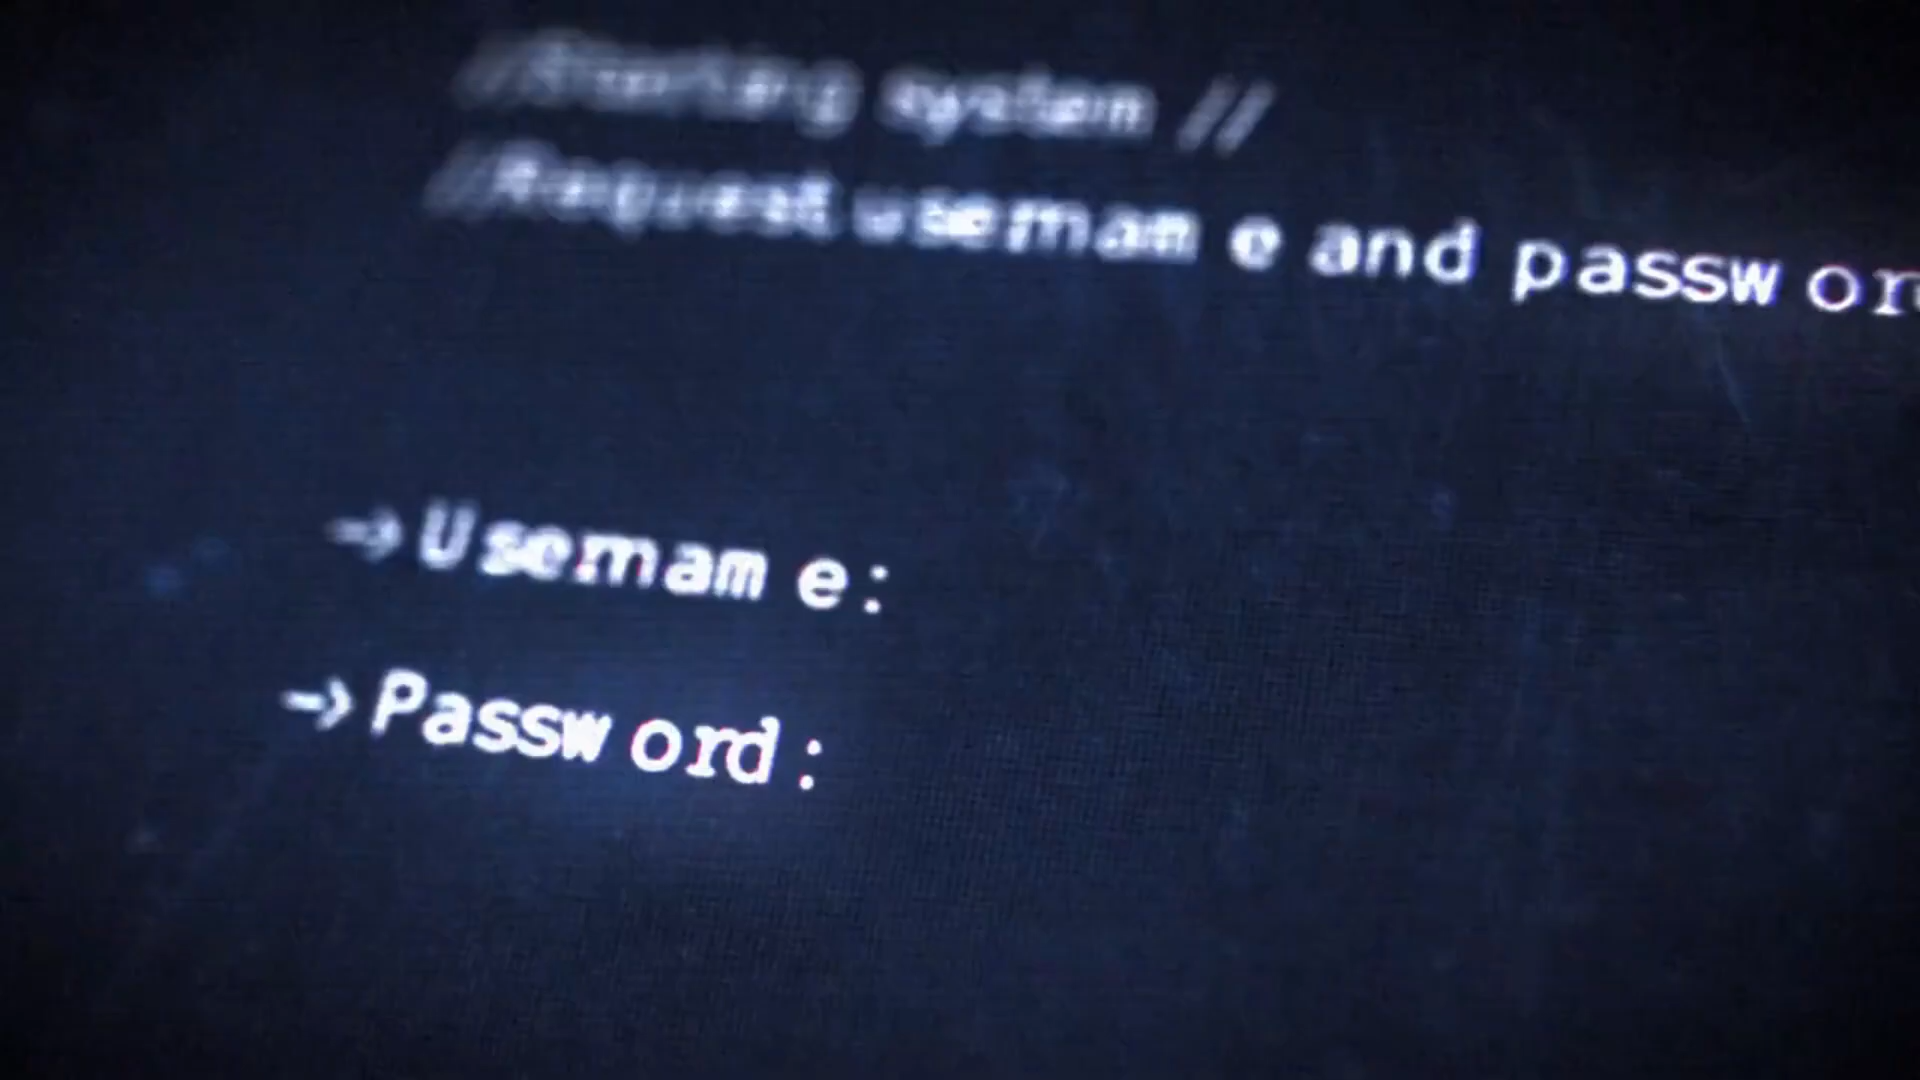 //Starting system //
//Request username and passwor
-> Username:
-> Password: